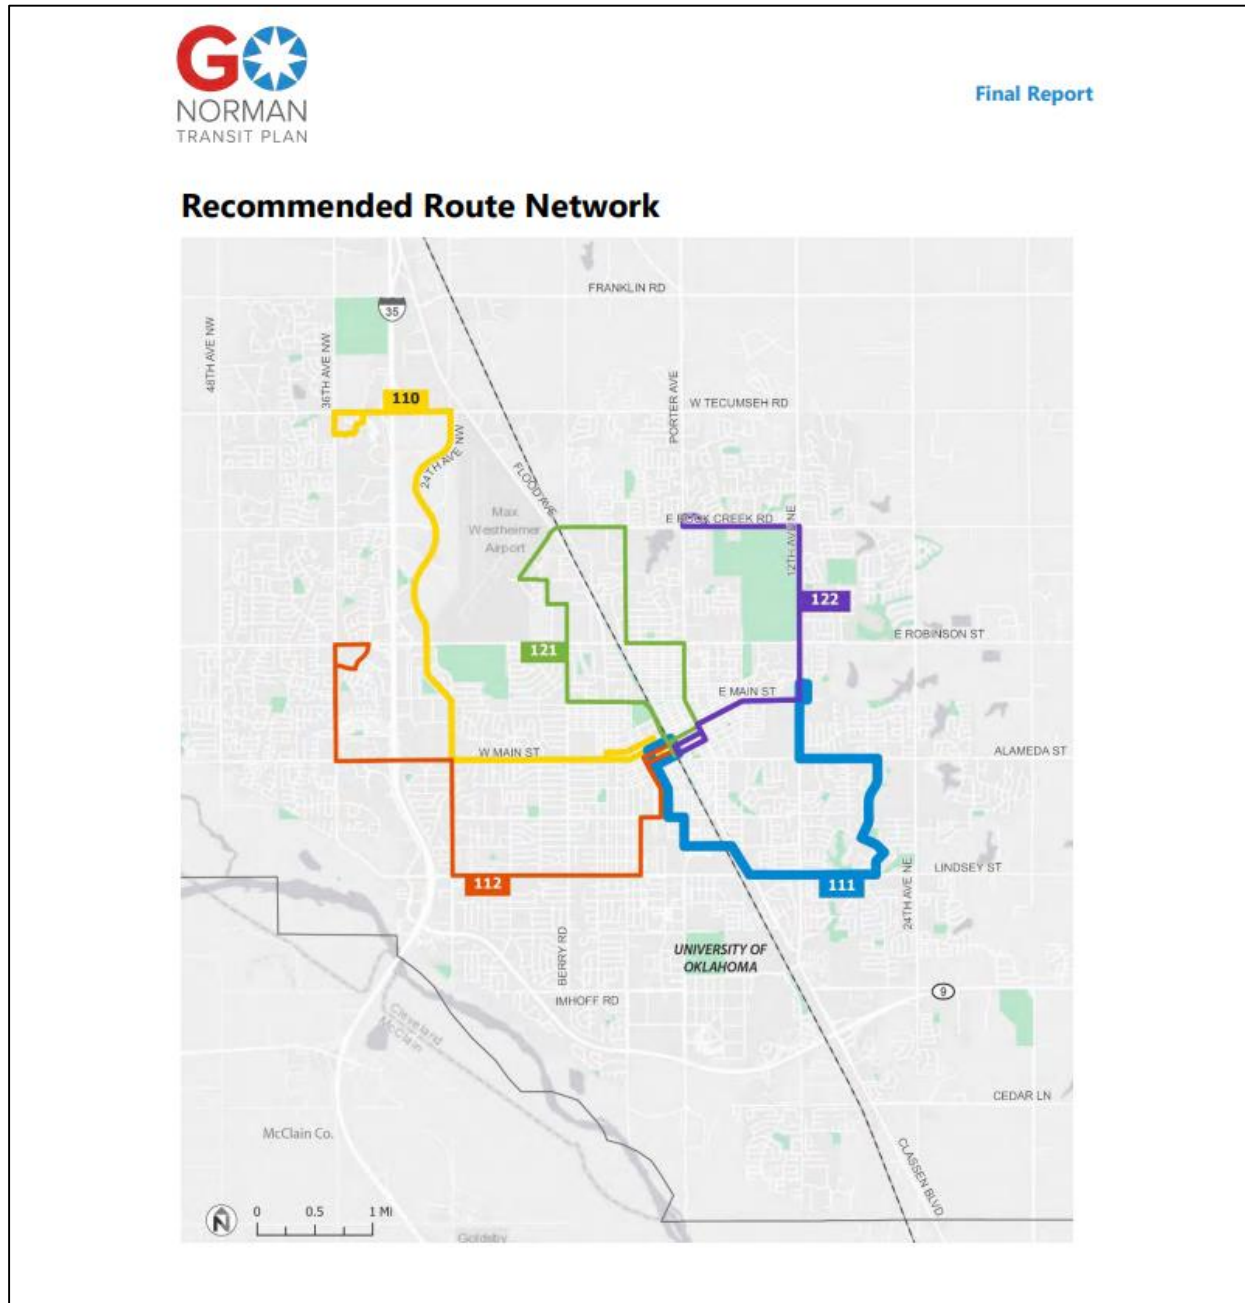 GO
NORMAN
TRANSIT PLAN
Final Report
Recommended Route Network
FRANKLIN RD
35
48TH AVE NW
36TH AVE NW
110
W TECUMSEH RD
PORTER AVE
24TH AVE NW
FLOOD AVE
Max
Westheimer
Airport
E ROCK CREEK RD
12TH AVE NE
122
E ROBINSON ST
121
E MAIN ST
W MAIN ST
ALAMEDA ST
LINDSEY ST
112
111
24TH AVE NE
BERRY RD
UNIVERSITY OF
OKLAHOMA
IMHOFF RD
9
Cleveland
McClain
CEDAR LN
McClain Co.
CLASSEN BLVD
N
0 0.5 1 MI
Goldsby